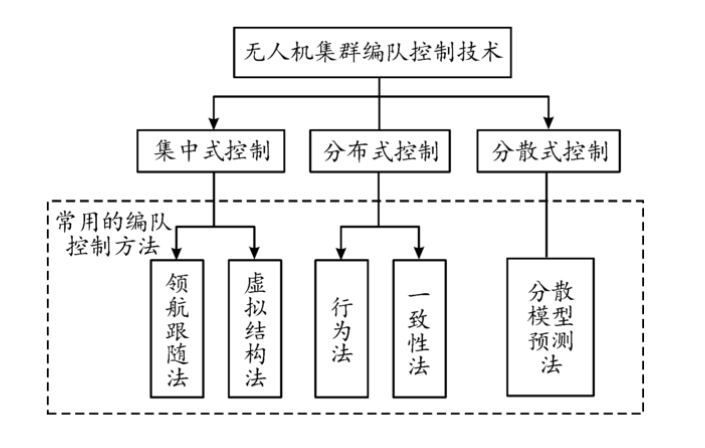 无人机集群编队控制技术
集中式控制
分布式控制
分散式控制
常用的编队
控制方法
领航跟随法
虚拟结构法
行为法
一致性法
分散
模型
预测
法